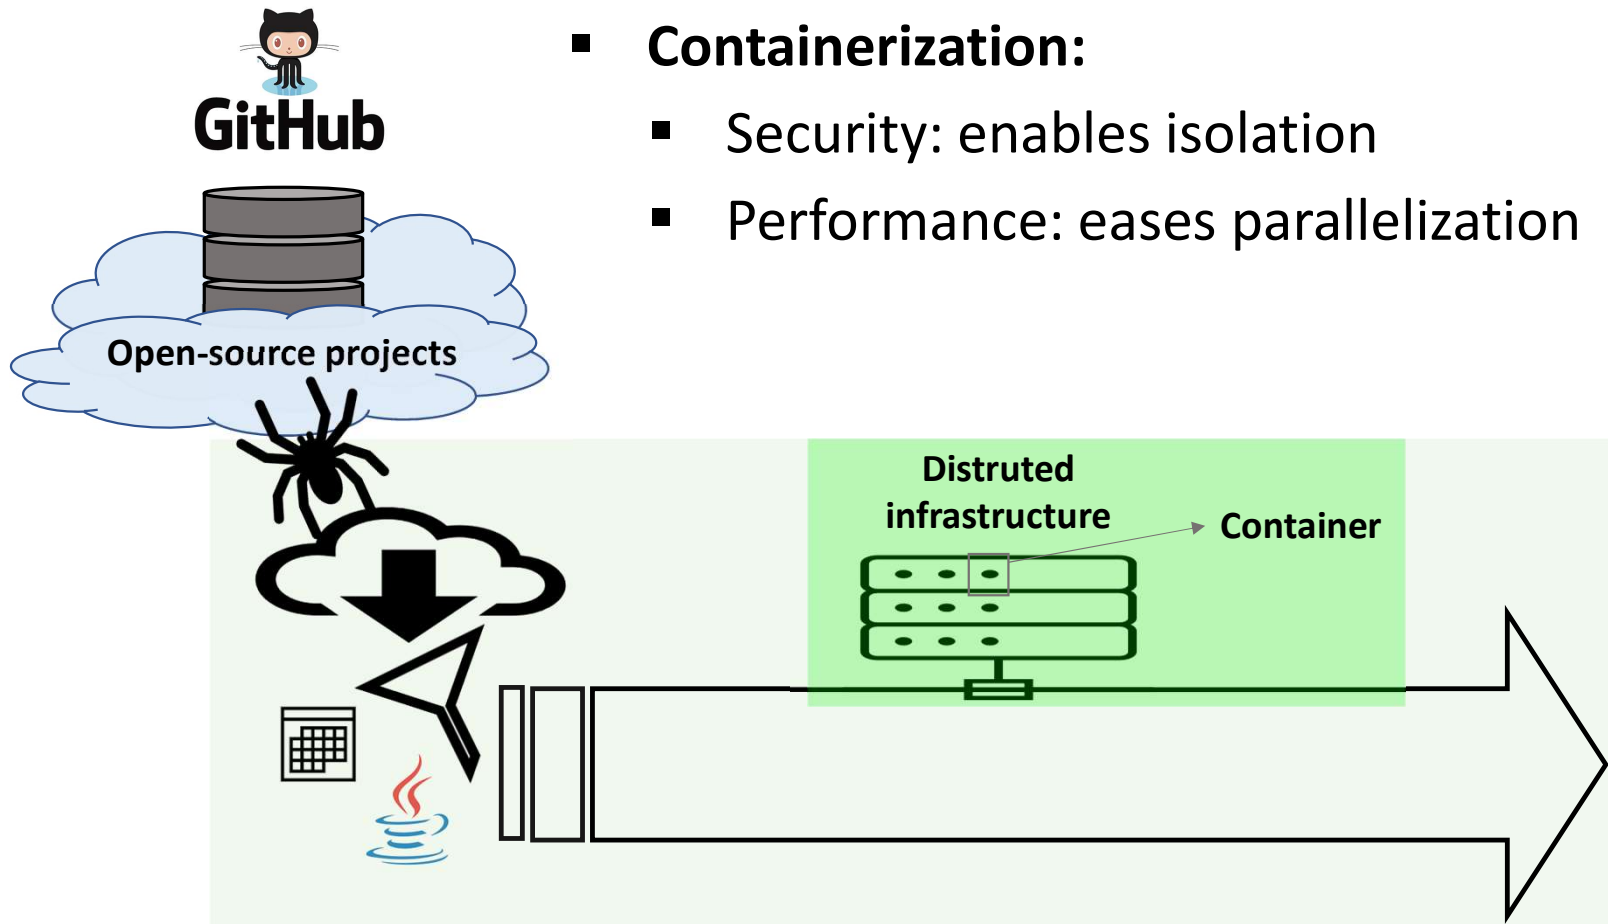 GitHub
Containerization:
Security: enables isolation
Performance: eases parallelization
Open-source projects
Distruted
infrastructure
Container